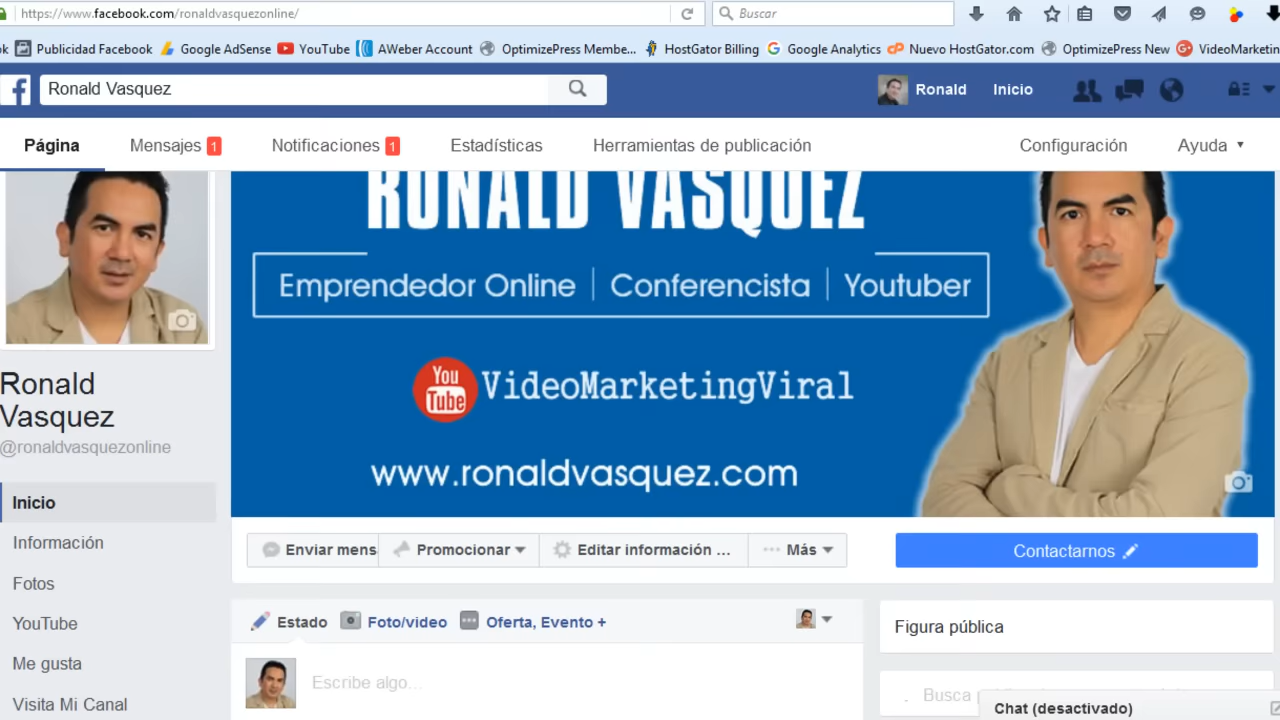 https://www.facebook.com/ronaldvasquezonline/
Buscar
Publicidad Facebook Google AdSense YouTube AWeber Account OptimizePress Membe... HostGator Billing Google Analytics Nuevo HostGator.com OptimizePress New VideoMarketin
Ronald Vasquez
Ronald Inicio
Página Mensajes 1 Notificaciones 1 Estadísticas Herramientas de publicación Configuración Ayuda
RONALD VASQUEZ
Emprendedor Online | Conferencista | Youtuber
You
Tube
VideoMarketingViral
www.ronaldvasquez.com
Ronald
Vasquez
@ronaldvasquezonline
Inicio
Información
Fotos
YouTube
Me gusta
Visita Mi Canal
Enviar mens Promocionar Editar información ... ... Más
Contactarnos
Estado Foto/video Oferta, Evento +
Escribe algo...
Figura pública
Busca
Chat (desactivado)